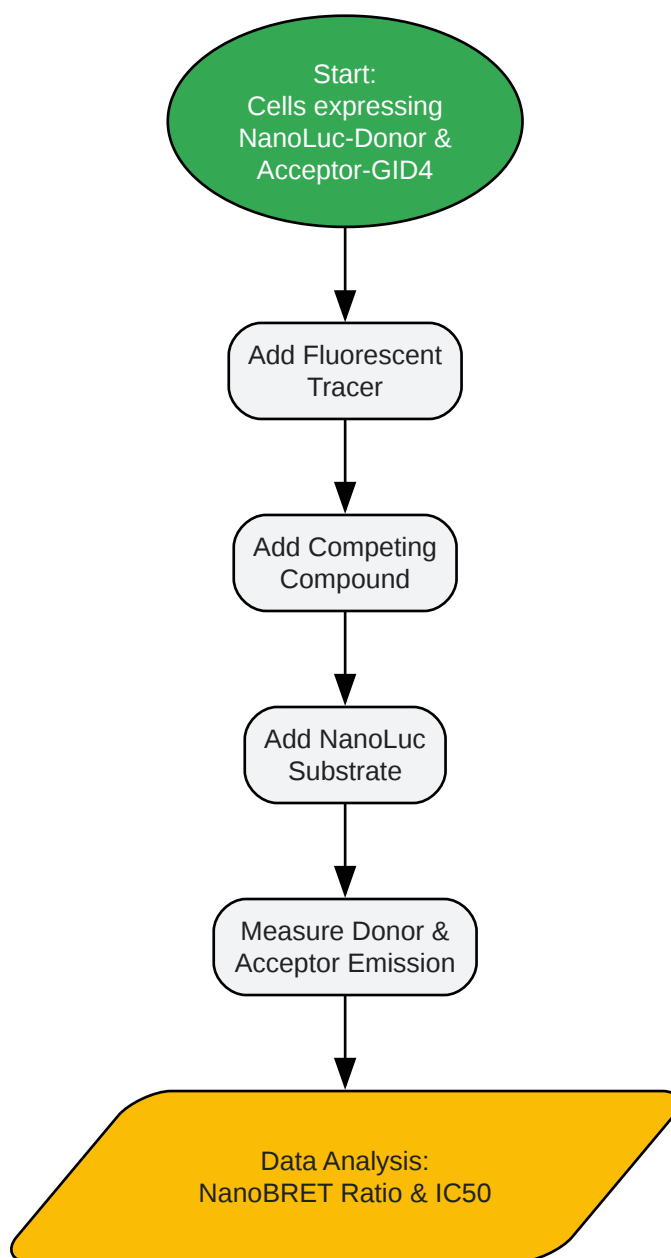 Start:
Cells expressing
NanoLuc-Donor &
Acceptor-GID4
Add Fluorescent
Tracer
Add Competing
Compound
Add NanoLuc
Substrate
Measure Donor &
Acceptor Emission
Data Analysis:
NanoBRET Ratio & IC50